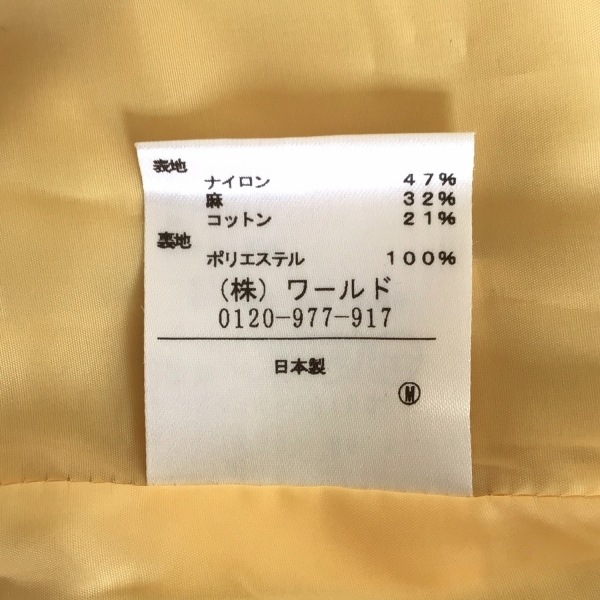 表地
ナイロン 47%
麻 32%
コットン 21%
裏地
ポリエステル 100%
(株) ワールド
0120-977-917
日本製
Ⓜ